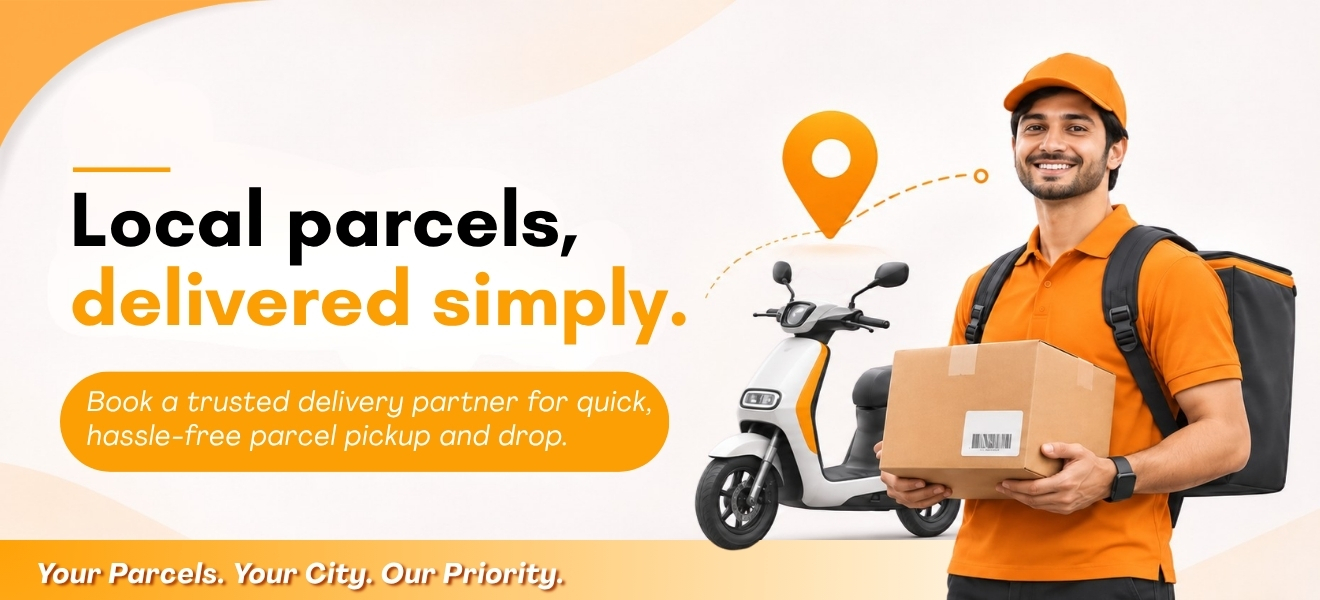 Local parcels,
delivered simply.
Book a trusted delivery partner for quick,
hassle-free parcel pickup and drop.
Your Parcels. Your City. Our Priority.